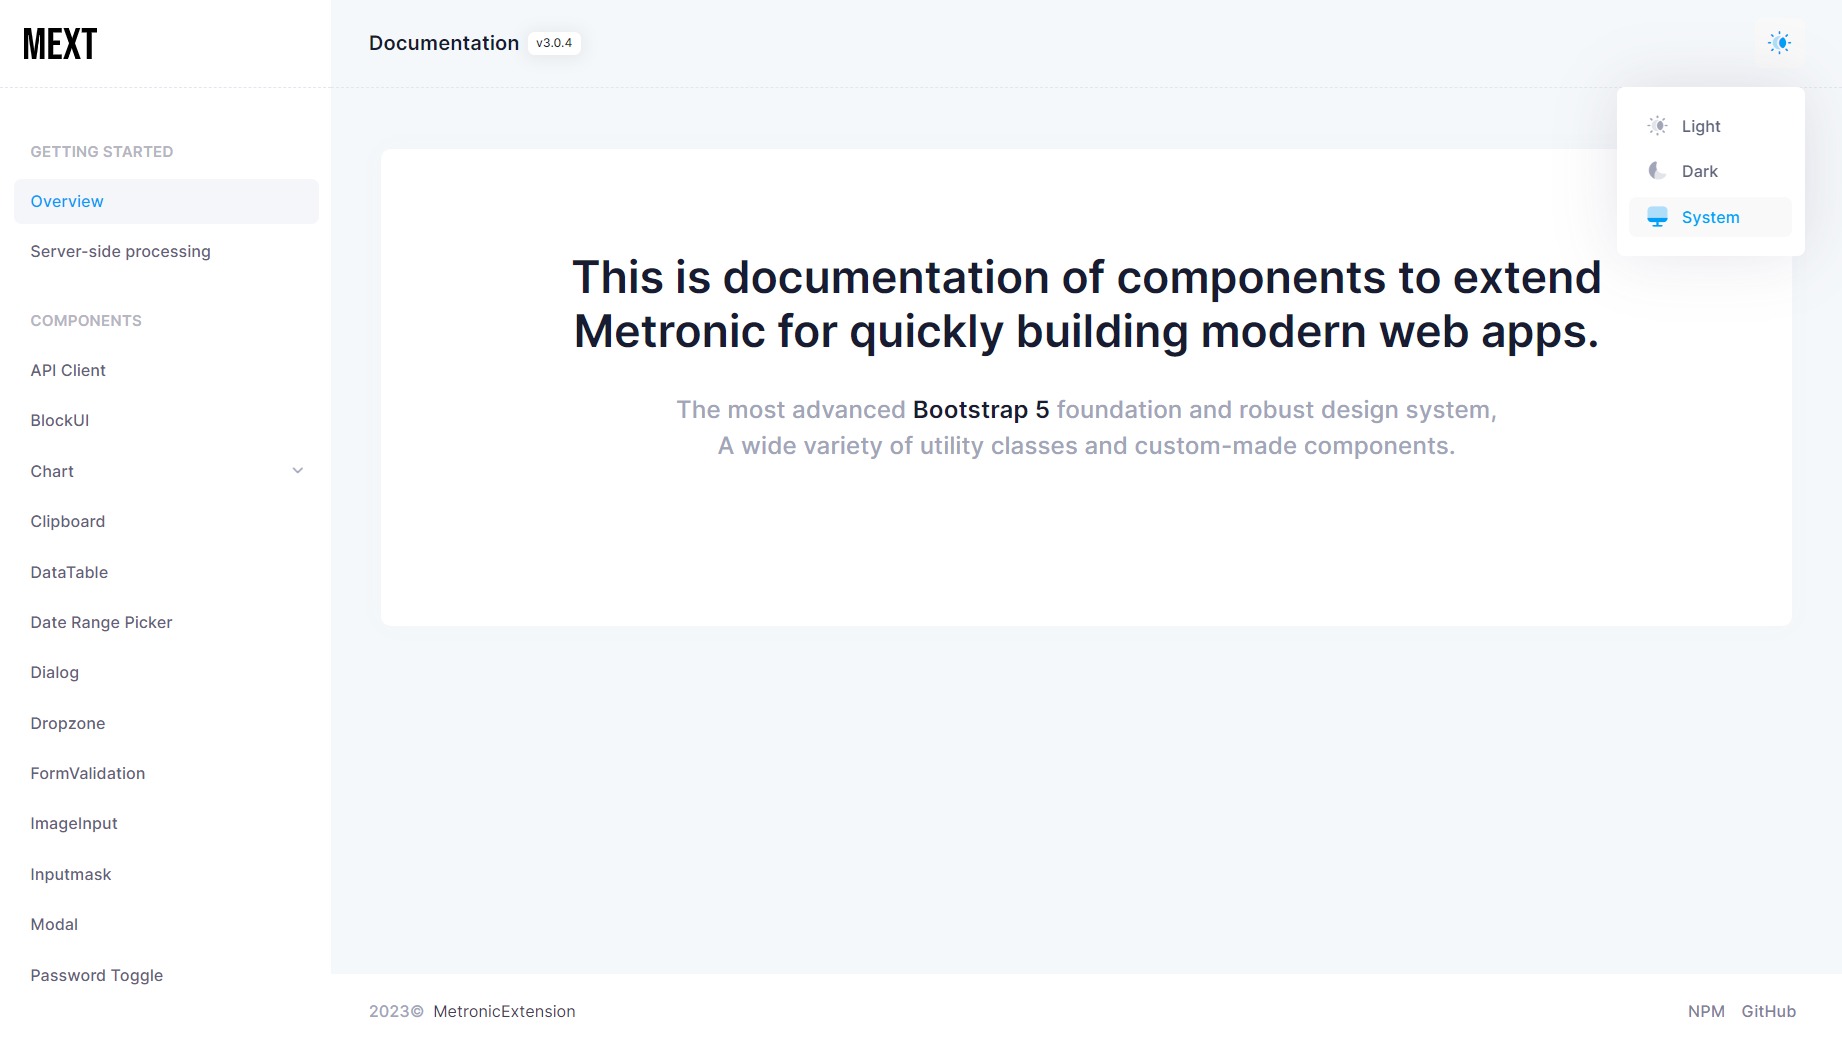 MEXT
Documentation v3.0.4
Light
Dark
System
GETTING STARTED
Overview
Server-side processing
COMPONENTS
API Client
BlockUI
Chart
Clipboard
DataTable
Date Range Picker
Dialog
Dropzone
FormValidation
ImageInput
Inputmask
Modal
Password Toggle
This is documentation of components to extend
Metronic for quickly building modern web apps.
The most advanced Bootstrap 5 foundation and robust design system,
A wide variety of utility classes and custom-made components.
2023© MetronicExtension
NPM GitHub